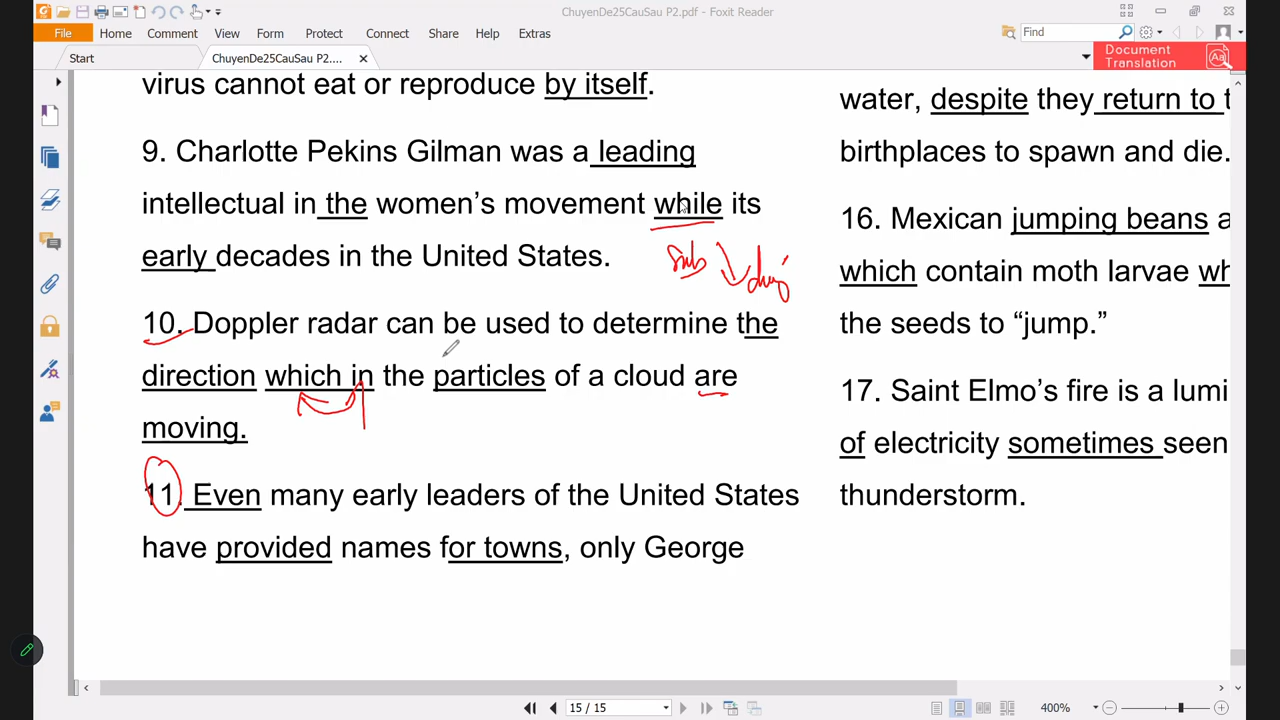 ChuyenDe25CauSau P2.pdf - Foxit Reader
File Home Comment View Form Protect Connect Share Help Extras
Find
Start
ChuyenDe25CauSau P2....
Document
Translation
virus cannot eat or reproduce by itself.
9. Charlotte Pekins Gilman was a leading
intellectual in the women's movement while its
early decades in the United States.
sub
10. Doppler radar can be used to determine the
direction which in the particles of a cloud are
moving.
11. Even many early leaders of the United States
have provided names for towns, only George
water, despite they return to t
birthplaces to spawn and die.
16. Mexican jumping beans a
which contain moth larvae wh
the seeds to “jump.”
17. Saint Elmo's fire is a lumi
of electricity sometimes seen
thunderstorm.
15 / 15
400%